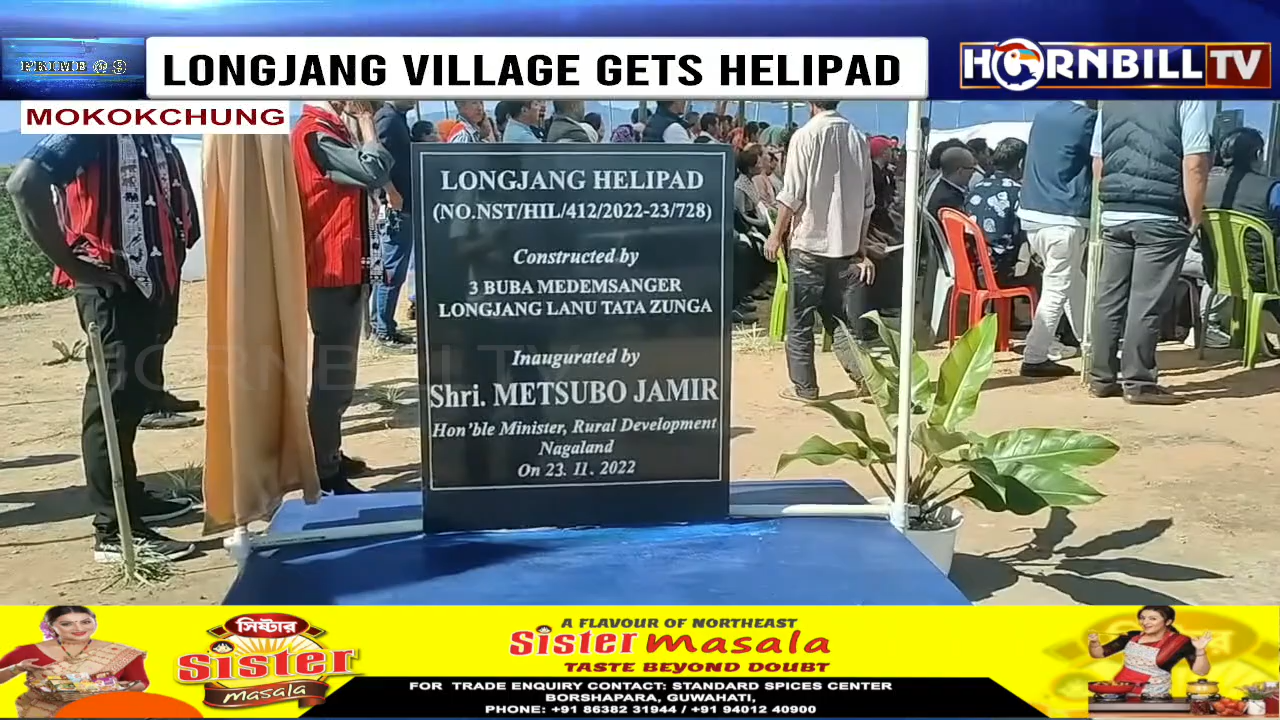 PRIME @ 9
LONGJANG VILLAGE GETS HELIPAD
HORNBILL TV
MOKOKCHUNG
LONGJANG HELIPAD
(NO.NST/HIL/412/2022-23/728)
Constructed by
3 BUBA MEDEMSANGER
LONGJANG LANU TATA ZUNGA
Inaugurated by
Shri. METSUBO JAMIR
Hon'ble Minister, Rural Development
Nagaland
On 23. 11. 2022
HORNBILL TV
সিষ্টার
Sister
masala
A FLAVOUR OF NORTHEAST
Sister masala
TASTE BEYOND DOUBT
FOR TRADE ENQUIRY CONTACT: STANDARD SPICES CENTER
BORSHAPARA, GUWAHATI,
PHONE: +91 86382 31944 / +91 94012 40900